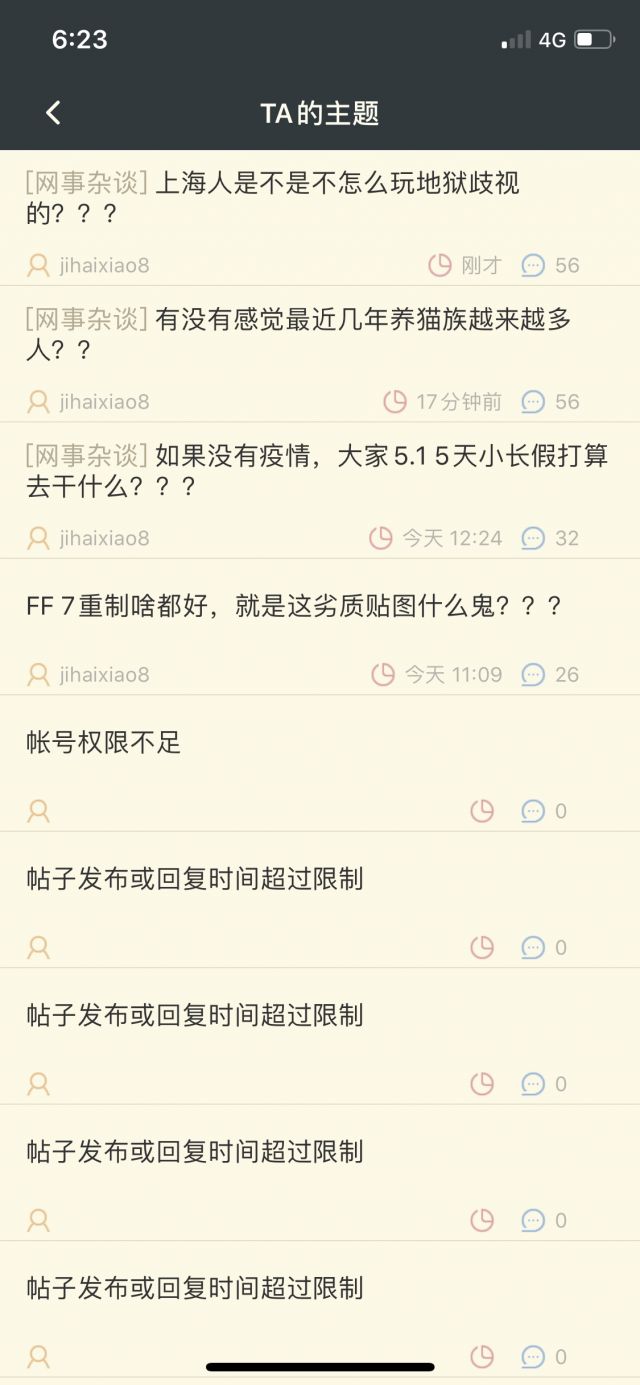 6:23
4G
TA的主题
[网事杂谈] 上海人是不是不怎么玩地狱歧视
的？？？
jihaixiao8
刚才
56
[网事杂谈] 有没有感觉最近几年养猫族越来越多
人？？
jihaixiao8
17分钟前
56
[网事杂谈] 如果没有疫情，大家5.1 5天小长假打算
去干什么？？？
jihaixiao8
今天 12:24
32
FF 7重制啥都好，就是这劣质贴图什么鬼？？？
jihaixiao8
今天 11:09
26
帐号权限不足
0
帖子发布或回复时间超过限制
0
帖子发布或回复时间超过限制
0
帖子发布或回复时间超过限制
0
帖子发布或回复时间超过限制
0